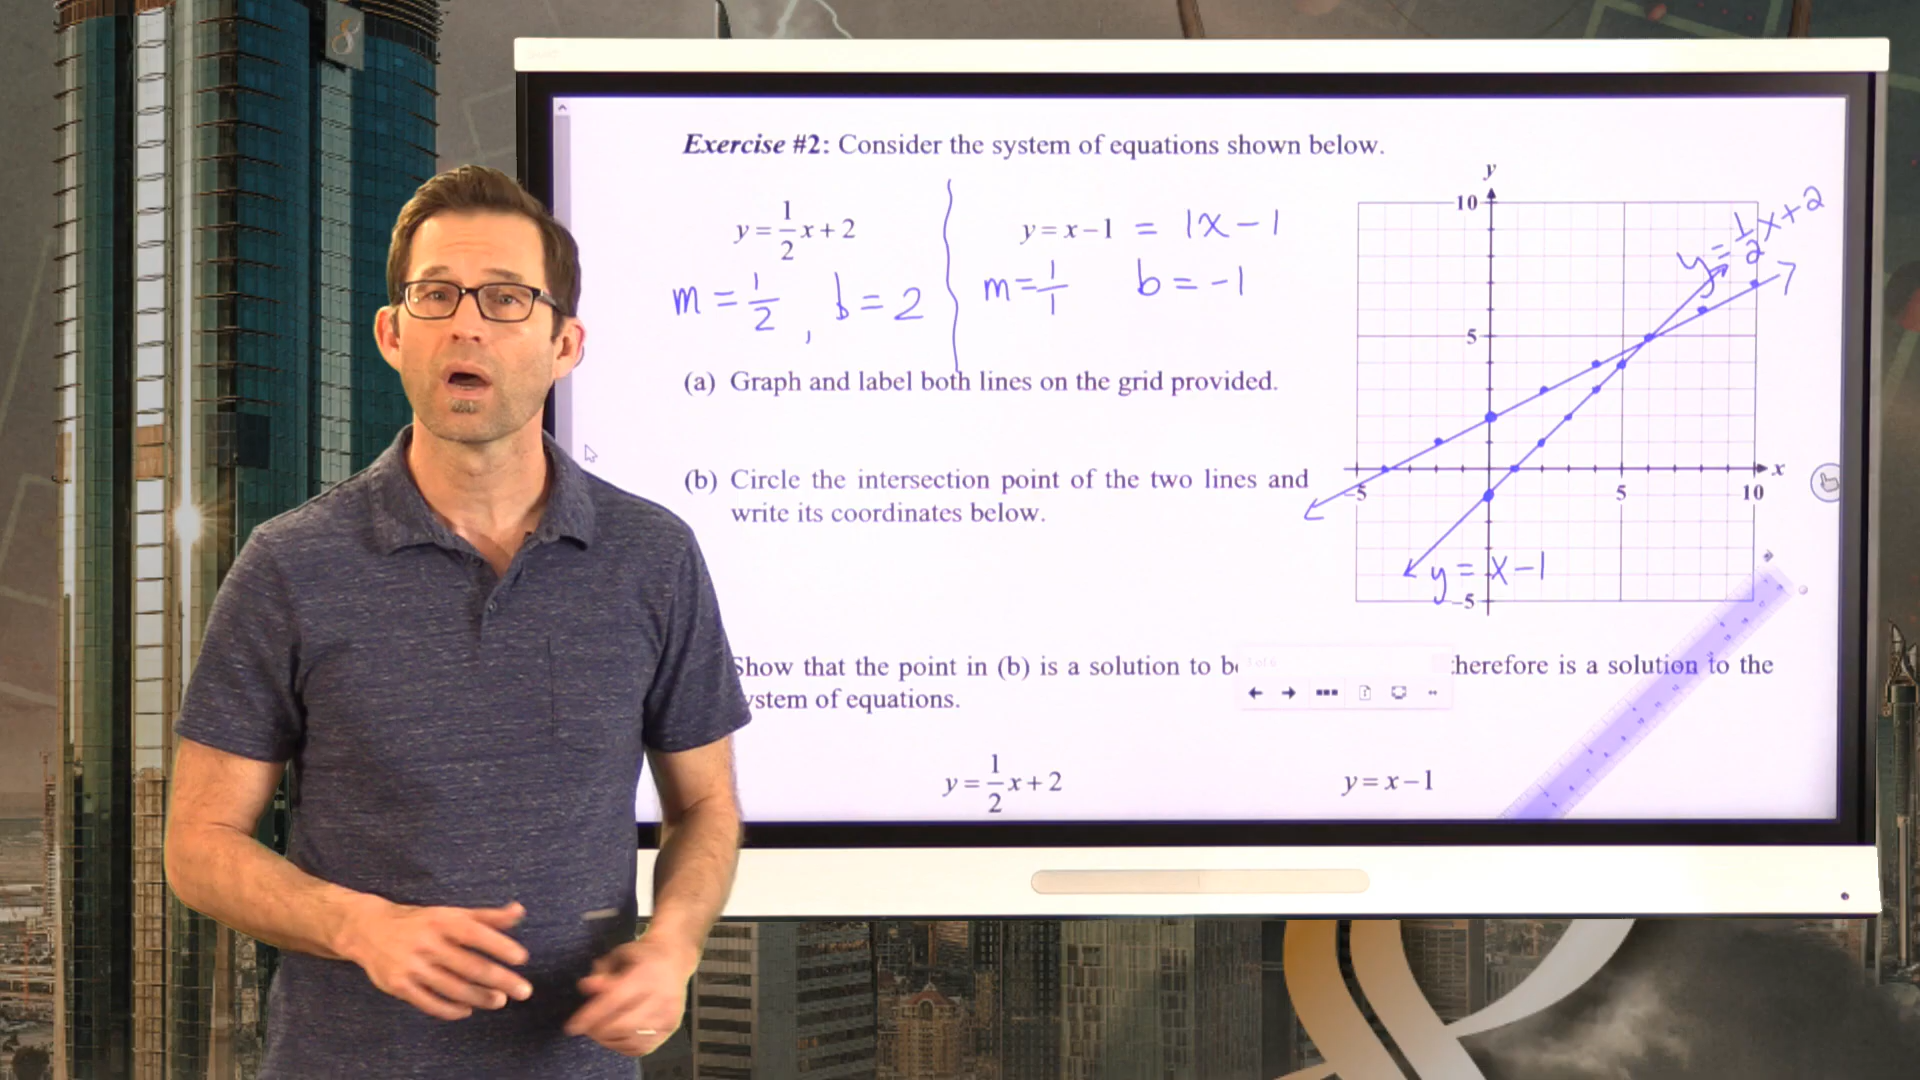 Exercise #2: Consider the system of equations shown below.
y = 1/2 x + 2
y = x − 1 = 1x − 1
m = 1/2 , b = 2
m = 1/1 b = −1
(a) Graph and label both lines on the grid provided.
(b) Circle the intersection point of the two lines and
write its coordinates below.
y
10
5
−5
5
10
x
−5
y = 1/2 x + 2
y = x − 1
Show that the point in (b) is a solution to
therefore is a solution to the
system of equations.
y = 1/2 x + 2
y = x − 1